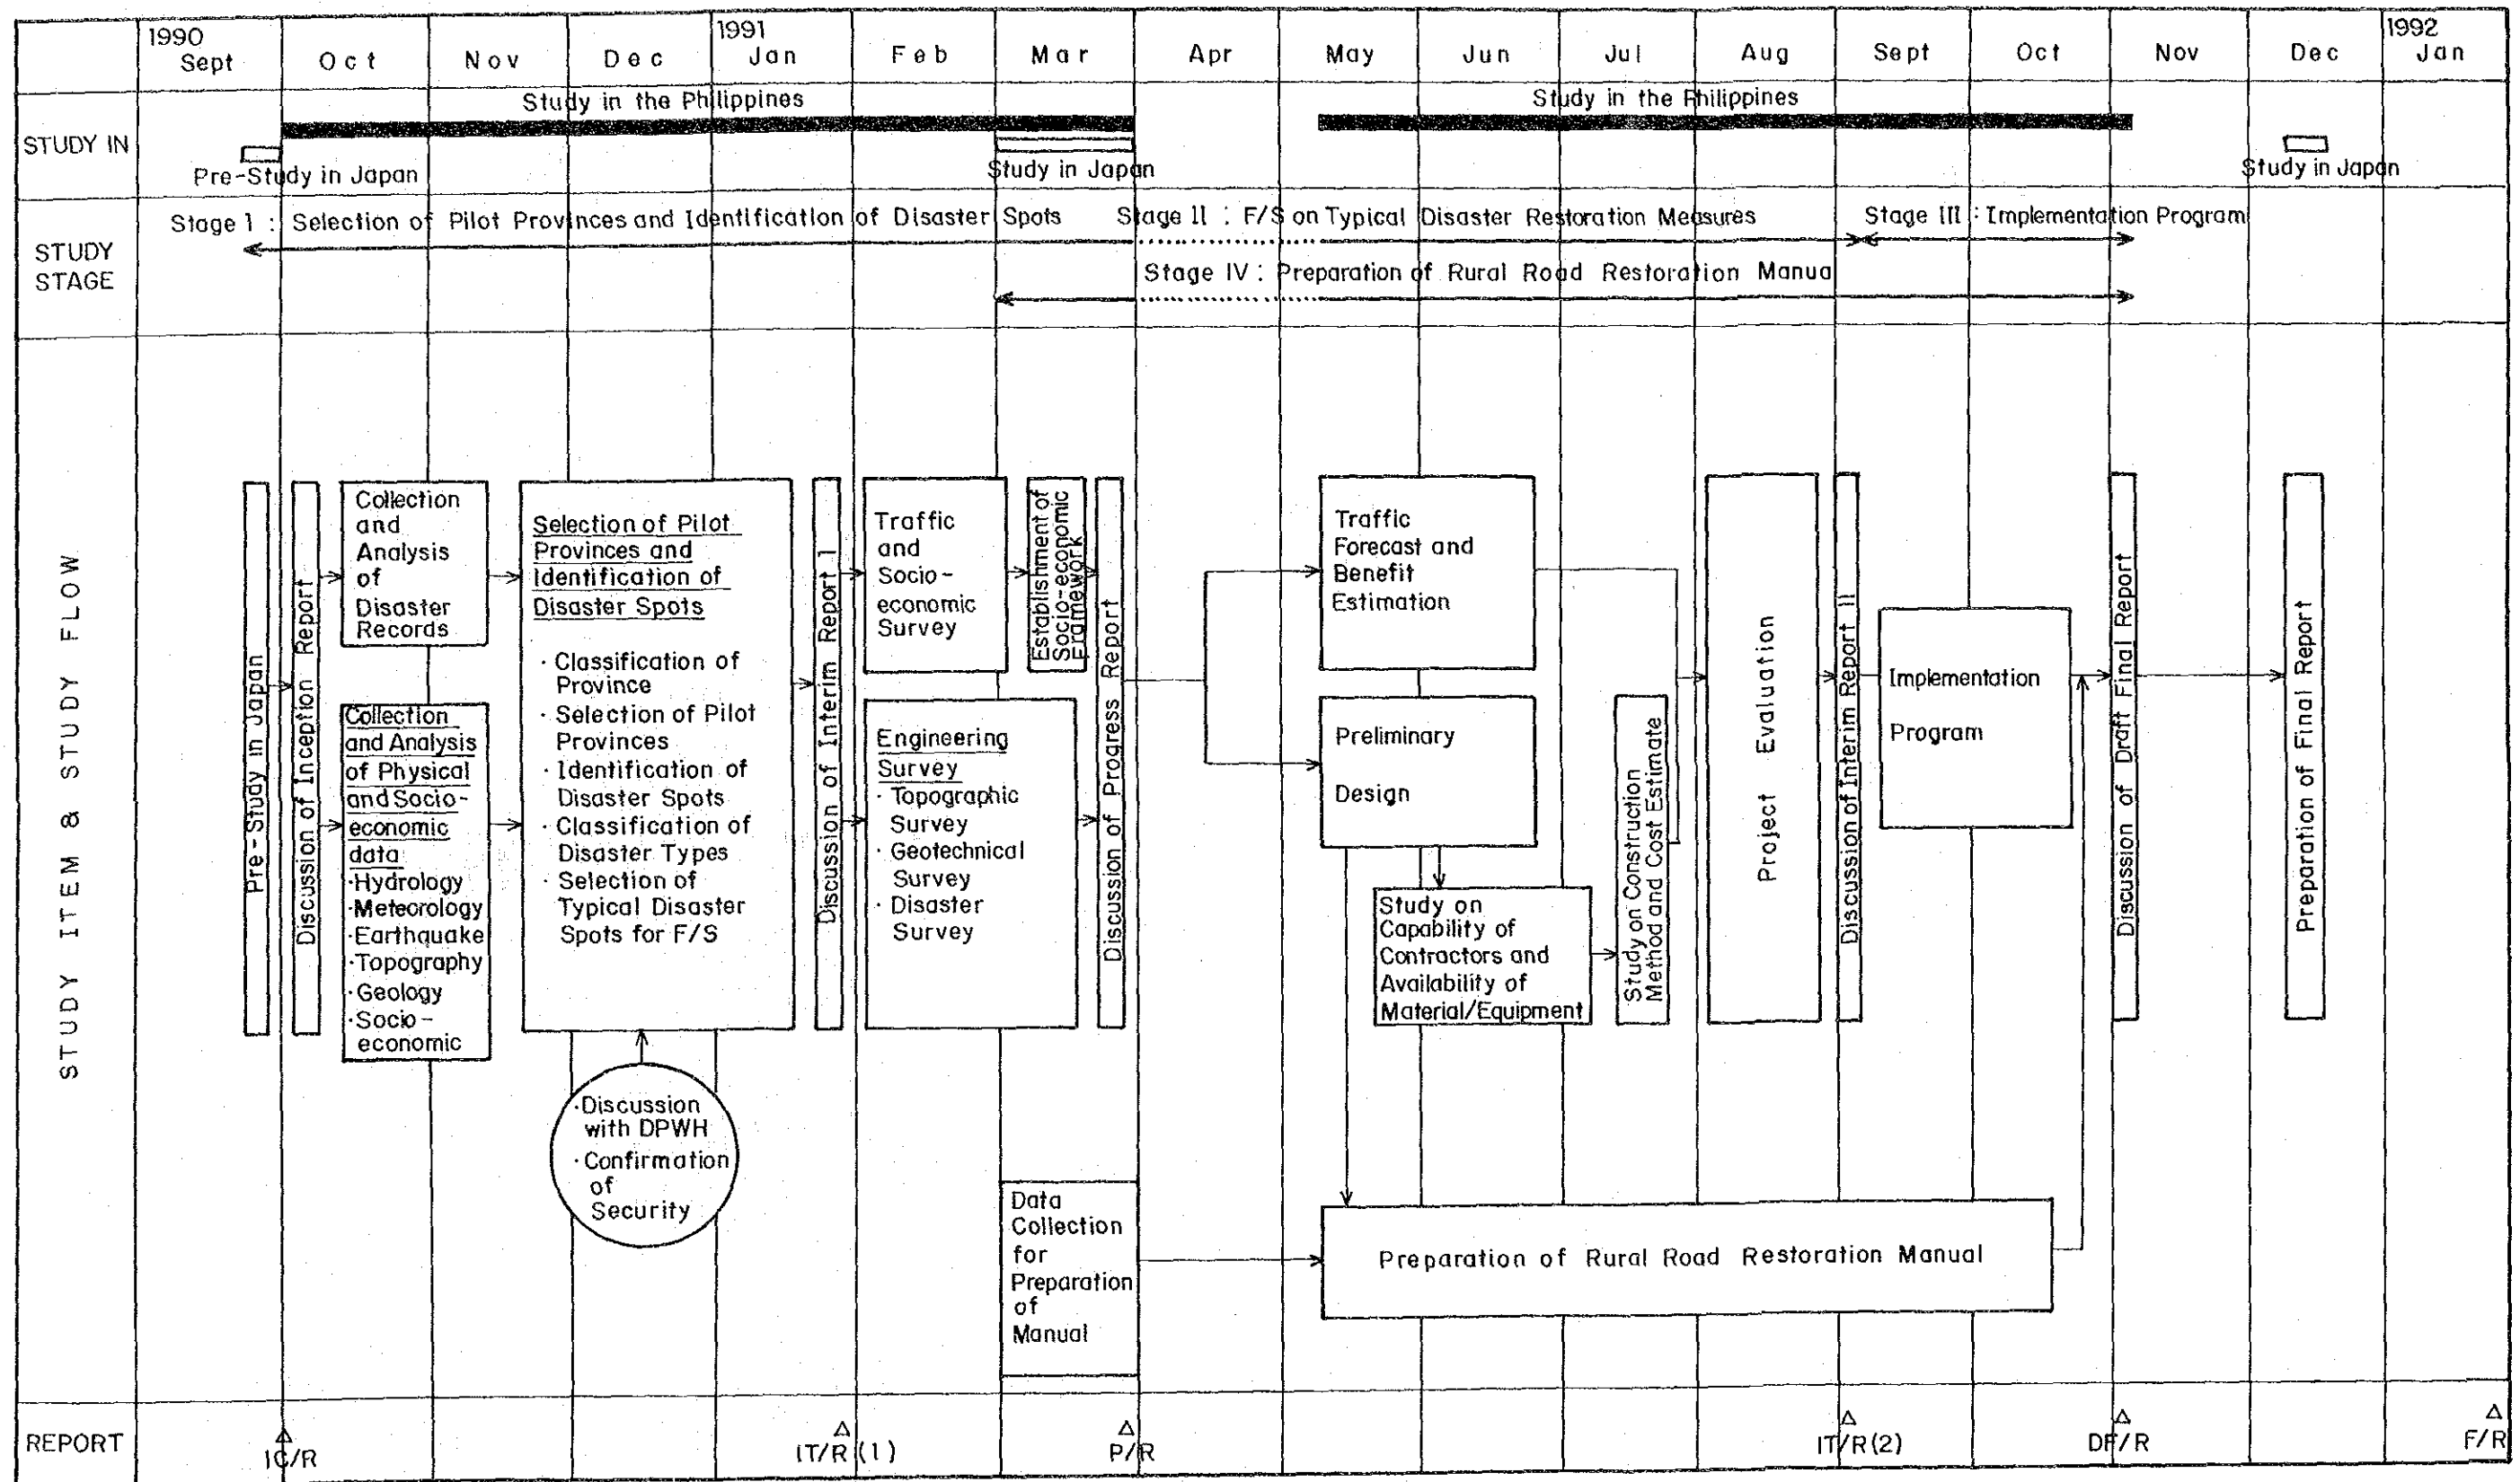 1990
Sept
Oct
Nov
Dec
1991
Jan
Feb
Mar
Apr
May
Jun
Jul
Aug
Sept
Oct
Nov
Dec
1992
Jan
STUDY IN
Study in the Philippines
Study in the Philippines
Pre-Study in Japan
Study in Japan
Study in Japan
STUDY
STAGE
Stage I : Selection of Pilot Provinces and Identification of Disaster Spots
Stage II : F/S on Typical Disaster Restoration Measures
Stage III : Implementation Program
Stage IV : Preparation of Rural Road Restoration Manua
STUDY ITEM & STUDY FLOW
Pre-Study in Japan
Discussion of Inception Report
Collection
and
Analysis
of
Disaster
Records
Collection
and Analysis
of Physical
and Socio-
economic
data
·Hydrology
·Meteorology
·Earthquake
·Topography
·Geology
·Socio-
economic
Selection of Pilot
Provinces and
Identification of
Disaster Spots
· Classification of
Province
· Selection of Pilot
Provinces
· Identification of
Disaster Spots
· Classification of
Disaster Types
· Selection of
Typical Disaster
Spots for F/S
·Discussion
with DPWH
·Confirmation
of
Security
Discussion of Interim Report I
Traffic
and
Socio-
economic
Survey
Engineering
Survey
· Topographic
Survey
· Geotechnical
Survey
· Disaster
Survey
Establishment of
Socio-economic
Framework
Discussion of Progress Report
Data
Collection
for
Preparation
of
Manual
Traffic
Forecast and
Benefit
Estimation
Preliminary
Design
Study on
Capability of
Contractors and
Availability of
Material/Equipment
Study on Construction
Method and Cost Estimate
Project Evaluation
Discussion of Interim Report II
Implementation
Program
Preparation of Rural Road Restoration Manual
Discussion of Draft Final Report
Preparation of Final Report
REPORT
IC/R
IT/R (1)
P/R
IT/R (2)
DF/R
F/R